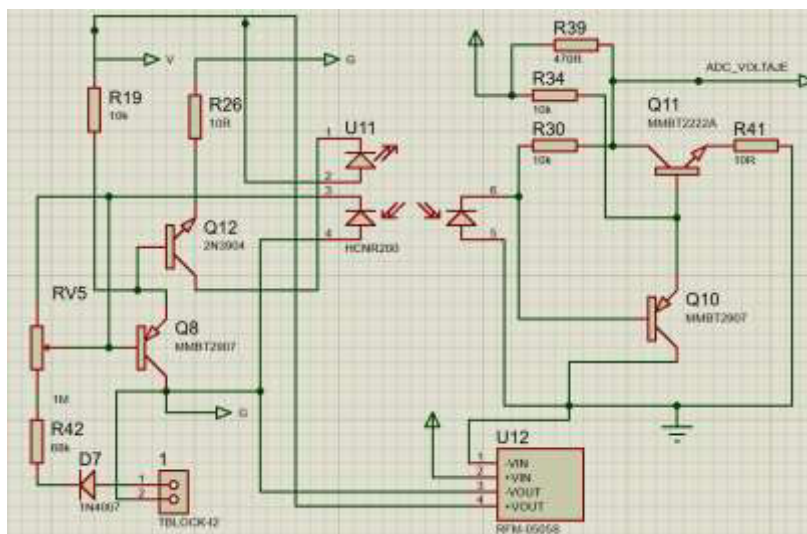 R39
470R
V
G
R34
10k
ADC_VOLTAJE
R19
10k
R26
10R
U11
Q11
MMBT2222A
R30
10k
R41
10R
1
2
3
4
6
5
HCNR200
Q12
2N3904
RV5
Q8
MMBT2907
Q10
MMBT2907
1M
G
R42
68k
D7
1N4007
1
1
2
TBLOCK-I2
U12
1
2
3
4
-VIN
+VIN
-VOUT
+VOUT
RFM-0505S